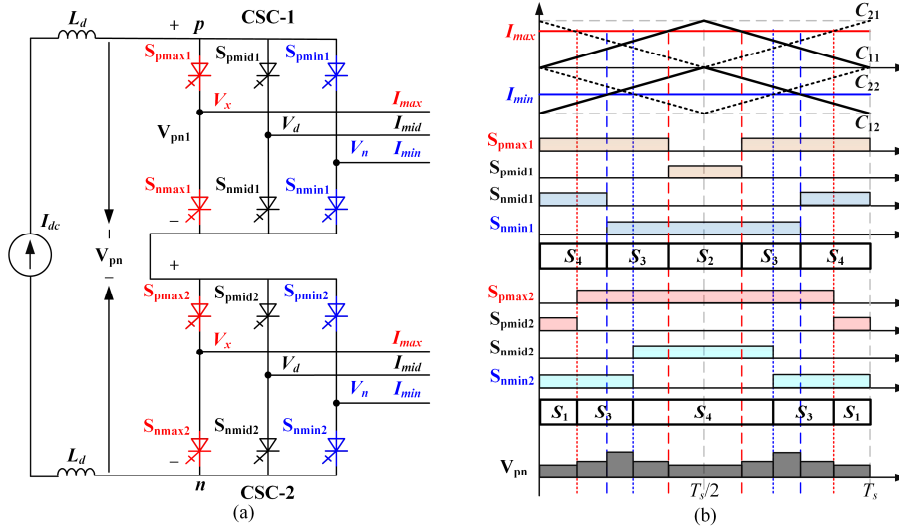 L_d
+
p
CSC-1
S_pmax1
S_pmid1
S_pmin1
V_x
I_max
V_pn1
V_d
I_mid
V_n
I_min
S_nmax1
S_nmid1
S_nmin1
−
I_dc
V_pn
+
S_pmax2
S_pmid2
S_pmin2
V_x
I_max
V_d
I_mid
V_n
I_min
S_nmax2
S_nmid2
S_nmin2
−
L_d
n
CSC-2
(a)
C_21
I_max
C_11
C_22
I_min
C_12
S_pmax1
S_pmid1
S_nmid1
S_nmin1
S_4 S_3 S_2 S_3 S_4
S_pmax2
S_pmid2
S_nmid2
S_nmin2
S_1 S_3 S_4 S_3 S_1
V_pn
T_s/2
T_s
(b)